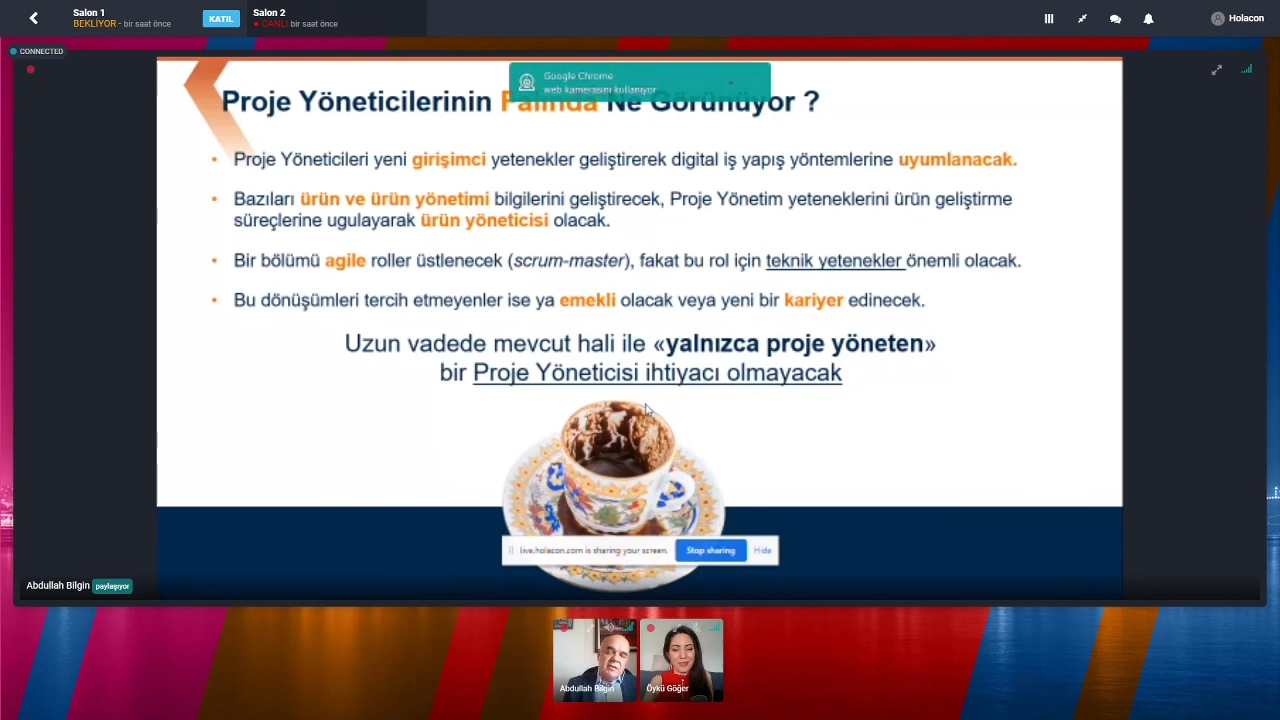 Salon 1
BEKLİYOR - bir saat önce
KATIL
Salon 2
● CANLI bir saat önce
Holacon
CONNECTED
Google Chrome
web kamerasını kullanıyor
Proje Yöneticilerinin Falında Ne Görünüyor ?
• Proje Yöneticileri yeni girişimci yetenekler geliştirerek digital iş yapış yöntemlerine uyumlanacak.
• Bazıları ürün ve ürün yönetimi bilgilerini geliştirecek, Proje Yönetim yeteneklerini ürün geliştirme
süreçlerine ugulayarak ürün yöneticisi olacak.
• Bir bölümü agile roller üstlenecek (scrum-master), fakat bu rol için teknik yetenekler önemli olacak.
• Bu dönüşümleri tercih etmeyenler ise ya emekli olacak veya yeni bir kariyer edinecek.
Uzun vadede mevcut hali ile «yalnızca proje yöneten»
bir Proje Yöneticisi ihtiyacı olmayacak
live.holacon.com is sharing your screen. Stop sharing Hide
Abdullah Bilgin paylaşıyor
Abdullah Bilgin
Öykü Göğer